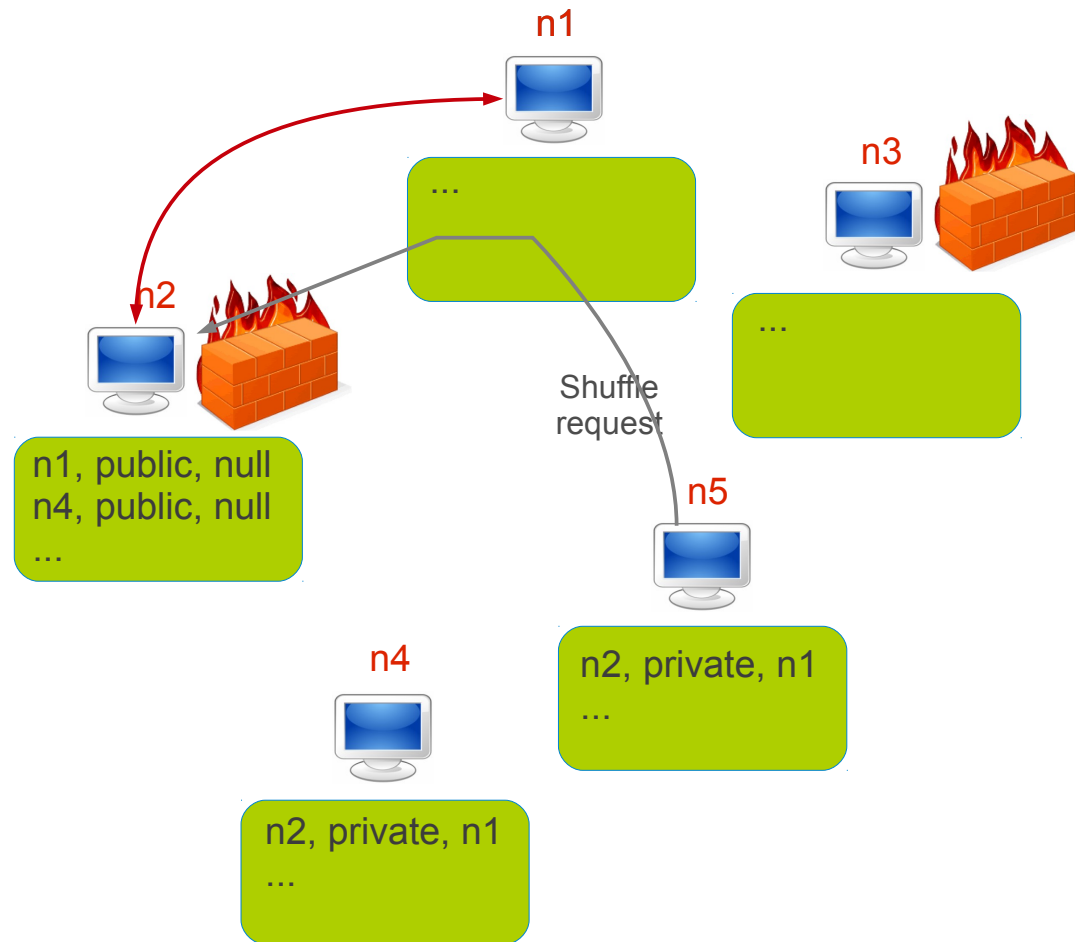 n1
...
n3
...
n2
n1, public, null
n4, public, null
...
Shuffle
request
n5
n2, private, n1
...
n4
n2, private, n1
...